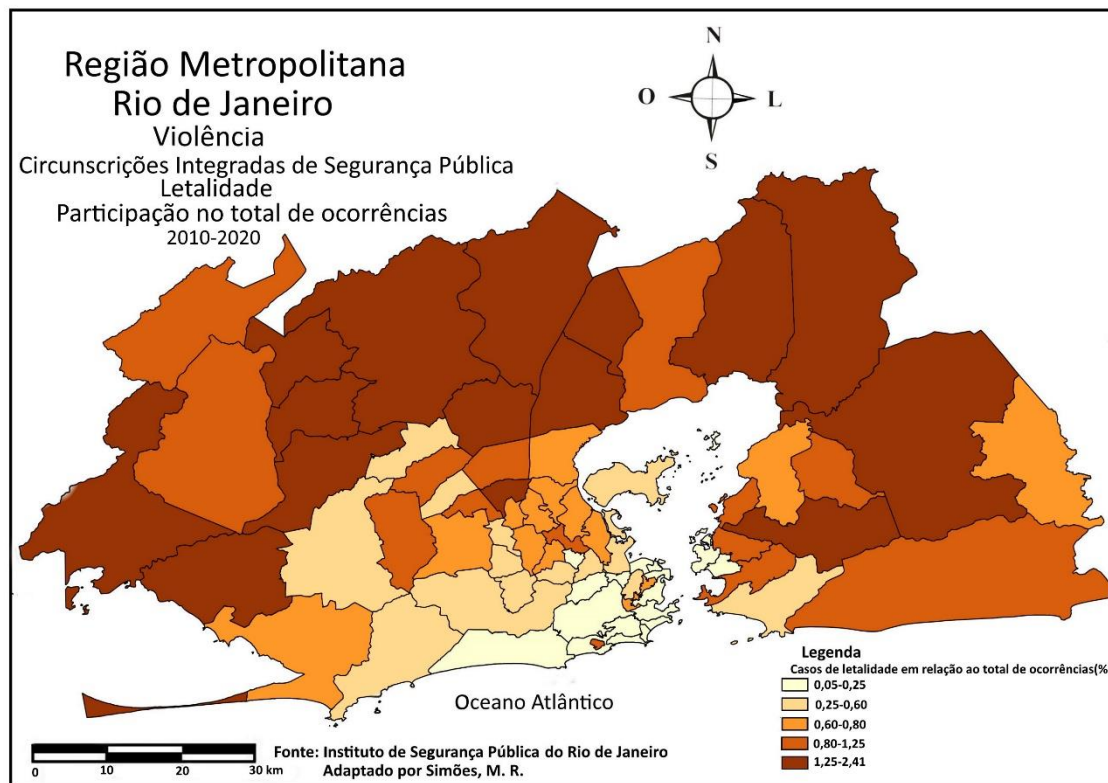 Região Metropolitana
Rio de Janeiro
Violência
Circunscrições Integradas de Segurança Pública
Letalidade
Participação no total de ocorrências
2010-2020
N
O
L
S
Oceano Atlântico
Legenda
Casos de letalidade em relação ao total de ocorrências(%
0,05-0,25
0,25-0,60
0,60-0,80
0,80-1,25
1,25-2,41
0
10
20
30 km
Fonte: Instituto de Segurança Pública do Rio de Janeiro
Adaptado por Simões, M. R.